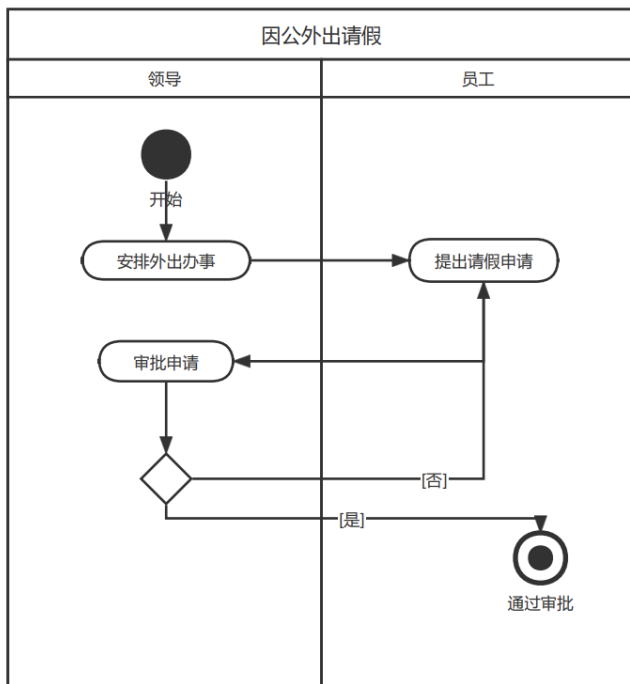 因公外出请假
领导
员工
开始
安排外出办事
提出请假申请
审批申请
[否]
[是]
通过审批